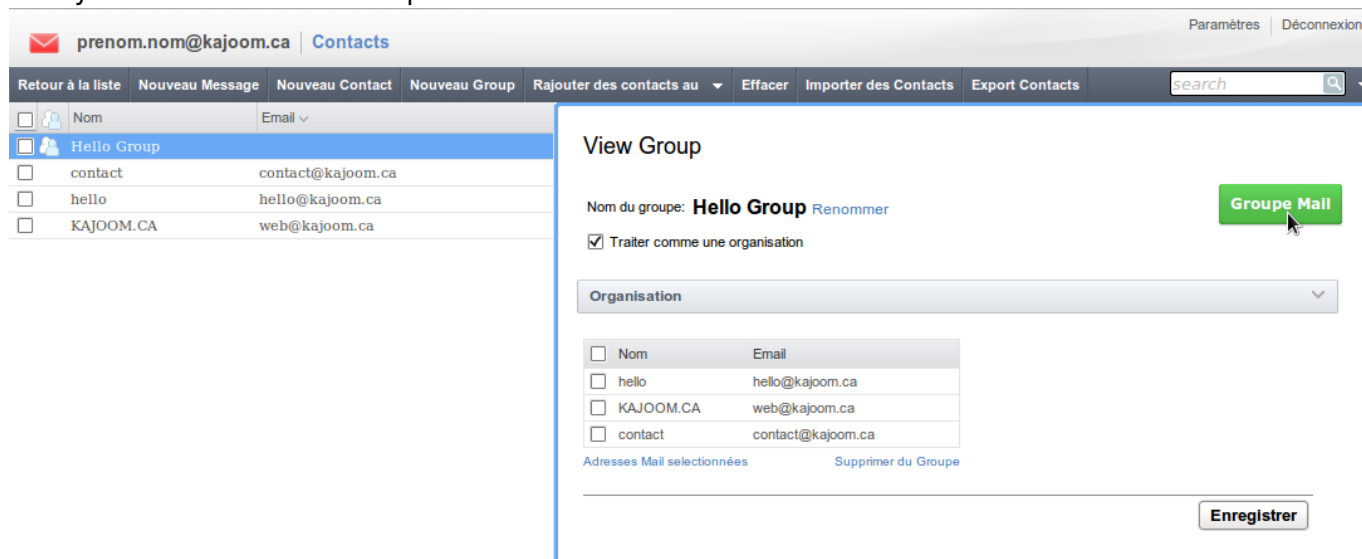 prenom.nom@kajoom.ca Contacts
Paramètres Déconnexion
Retour à la liste Nouveau Message Nouveau Contact Nouveau Group Rajouter des contacts au Effacer Importer des Contacts Export Contacts search
Nom Email
Hello Group
contact contact@kajoom.ca
hello hello@kajoom.ca
KAJOOM.CA web@kajoom.ca
View Group
Nom du groupe: Hello Group Renommer
Groupe Mail
Traiter comme une organisation
Organisation
Nom Email
hello hello@kajoom.ca
KAJOOM.CA web@kajoom.ca
contact contact@kajoom.ca
Adresses Mail selectionnées Supprimer du Groupe
Enregistrer